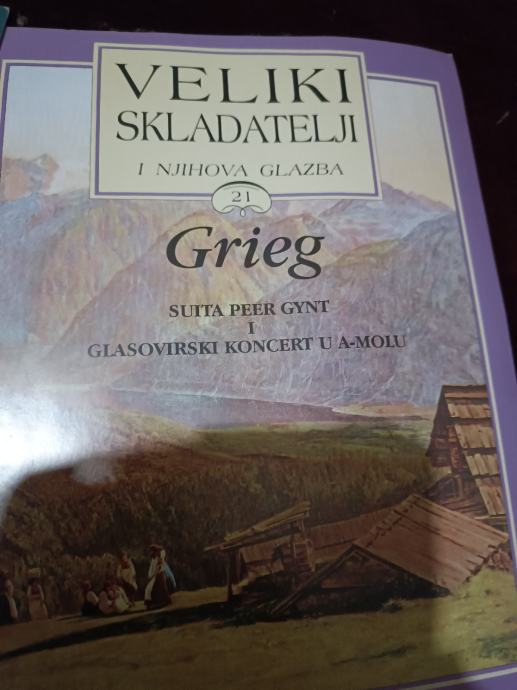 VELIKI
SKLADATELJI
I NJIHOVA GLAZBA
21
Grieg
SUITA PEER GYNT
I
GLASOVIRSKI KONCERT U A-MOLU